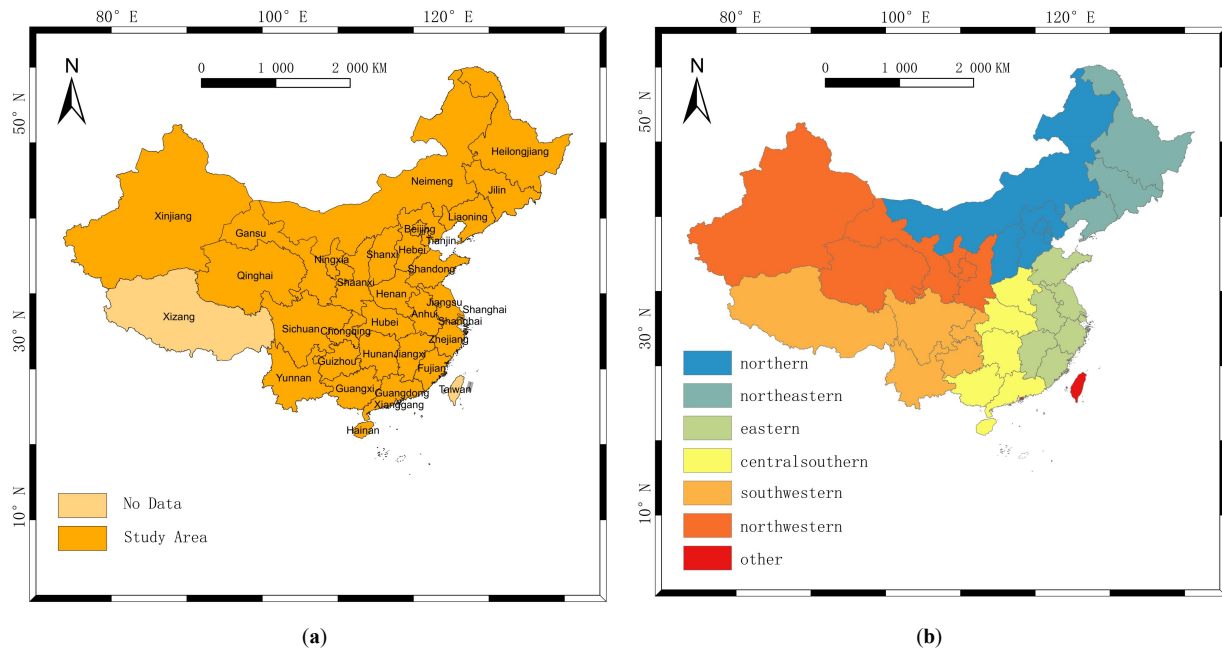 80° E
100° E
120° E
N
0
1 000
2 000 KM
50° N
30° N
10° N
Heilongjiang
Neimeng
Jilin
Xinjiang
Liaoning
Gansu
Beijing
Tianjin
Ningxia
Shanxi
Hebei
Qinghai
Shandong
Shaanxi
Henan
Xizang
Jiangsu
Shanghai
Anhui
Shanghai
Sichuan
Chongqing
Hubei
Zhejiang
Guizhou
Hunan
Jiangxi
Fujian
Yunnan
Guangxi
Guangdong
Taiwan
Xianggang
Hainan
No Data
Study Area
(a)
80° E
100° E
120° E
N
0
1 000
2 000 KM
50° N
30° N
10° N
northern
northeastern
eastern
centralsouthern
southwestern
northwestern
other
(b)